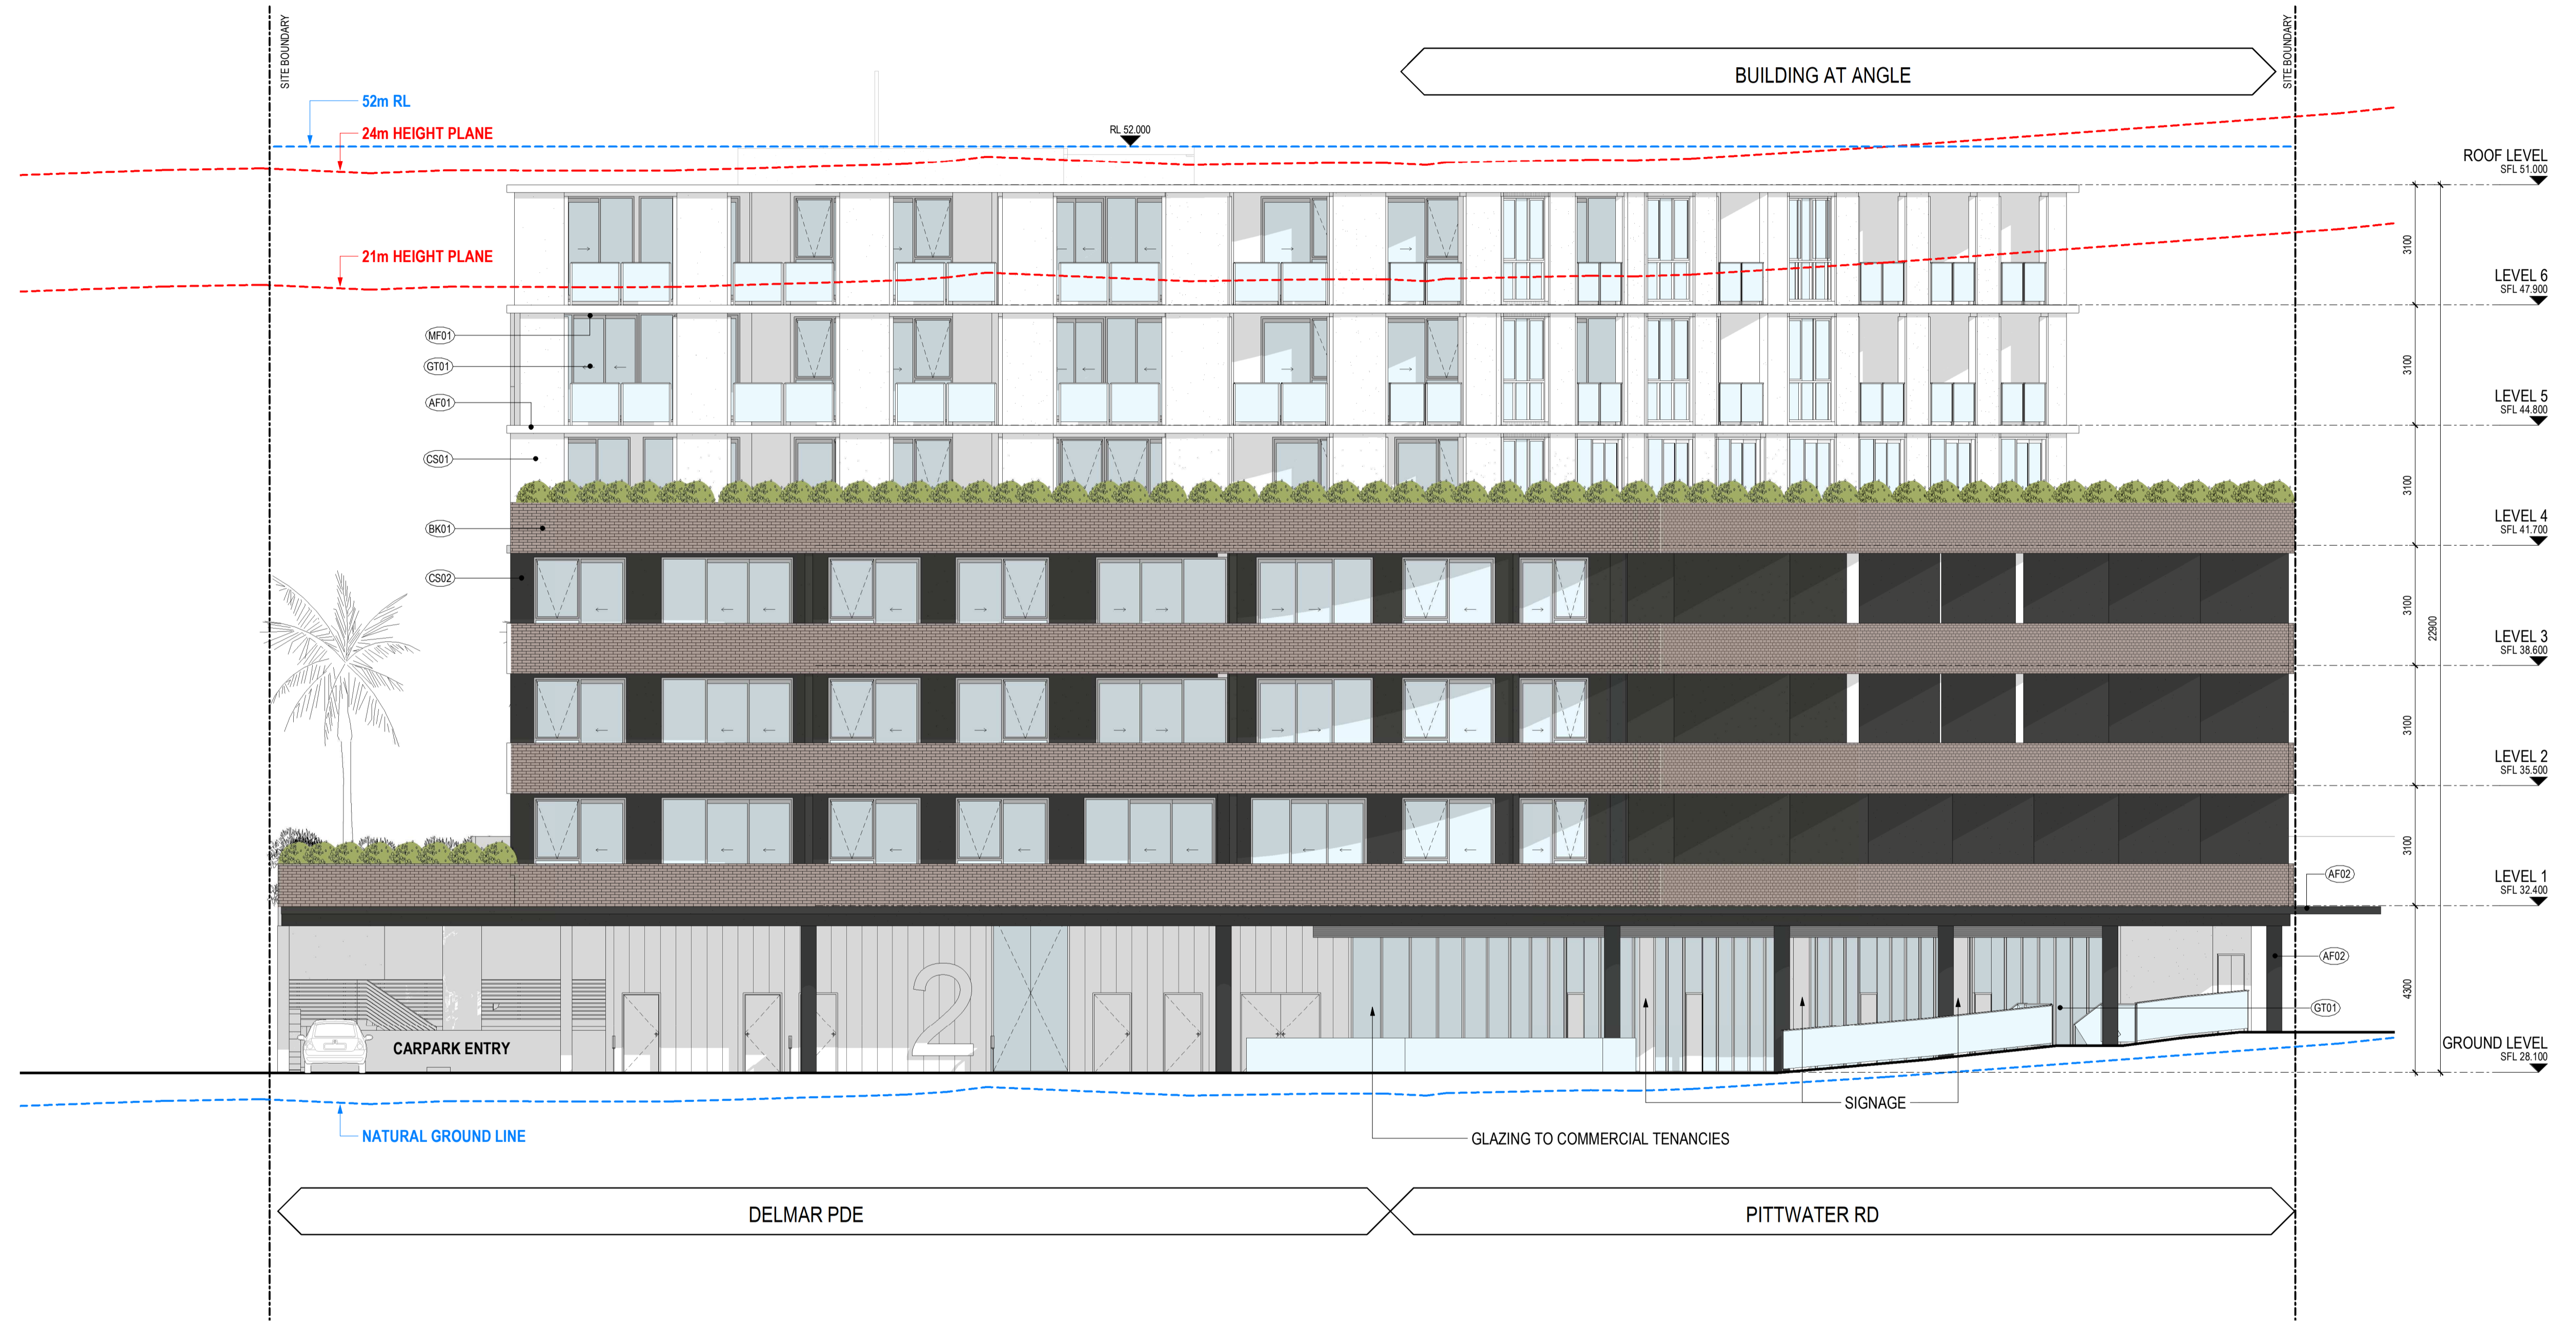 SITE BOUNDARY
SITE BOUNDARY
BUILDING AT ANGLE
52m RL
24m HEIGHT PLANE
RL 52.000
ROOF LEVEL
SFL 51.000
21m HEIGHT PLANE
3100
LEVEL 6
SFL 47.900
MF01
GT01
3100
AF01
LEVEL 5
SFL 44.800
CS01
3100
BK01
LEVEL 4
SFL 41.700
CS02
3100
22900
LEVEL 3
SFL 38.600
3100
LEVEL 2
SFL 35.500
3100
AF02
LEVEL 1
SFL 32.400
AF02
2
4300
GT01
CARPARK ENTRY
GROUND LEVEL
SFL 28.100
SIGNAGE
NATURAL GROUND LINE
GLAZING TO COMMERCIAL TENANCIES
DELMAR PDE
PITTWATER RD